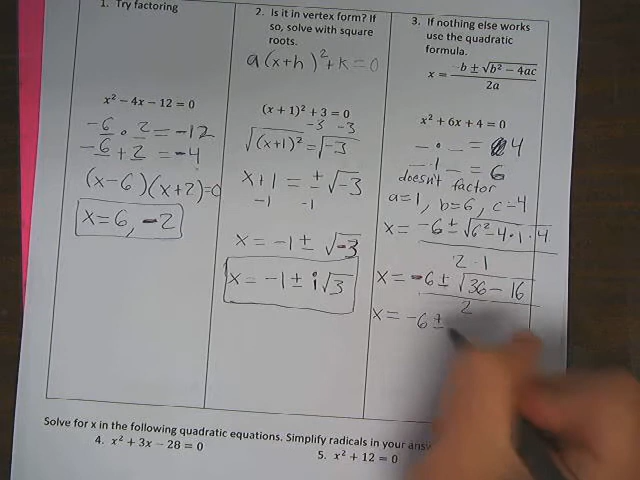 1. Try factoring
x² – 4x – 12 = 0
-6 · 2 = -12
-6 + 2 = -4
(x-6)(x+2)=0
x=6, -2
2. Is it in vertex form? If
so, solve with square
roots.
a(x+h)²+k=0
(x + 1)² + 3 = 0
-3 -3
√(x+1)² = √-3
x+1 = ±√-3
-1 -1
x = -1 ± √-3
x = -1 ± i√3
3. If nothing else works
use the quadratic
formula.
x = (-b ± √b² – 4ac) / 2a
x² + 6x + 4 = 0
_ · _ = 4
_ + _ = 6
doesn't factor
a=1, b=6, c=4
x = -6 ± √6²-4·1·4
2·1
x = -6 ± √36-16
2
x = -6 ±
Solve for x in the following quadratic equations. Simplify radicals in your
4. x² + 3x – 28 = 0
5. x² + 12 = 0